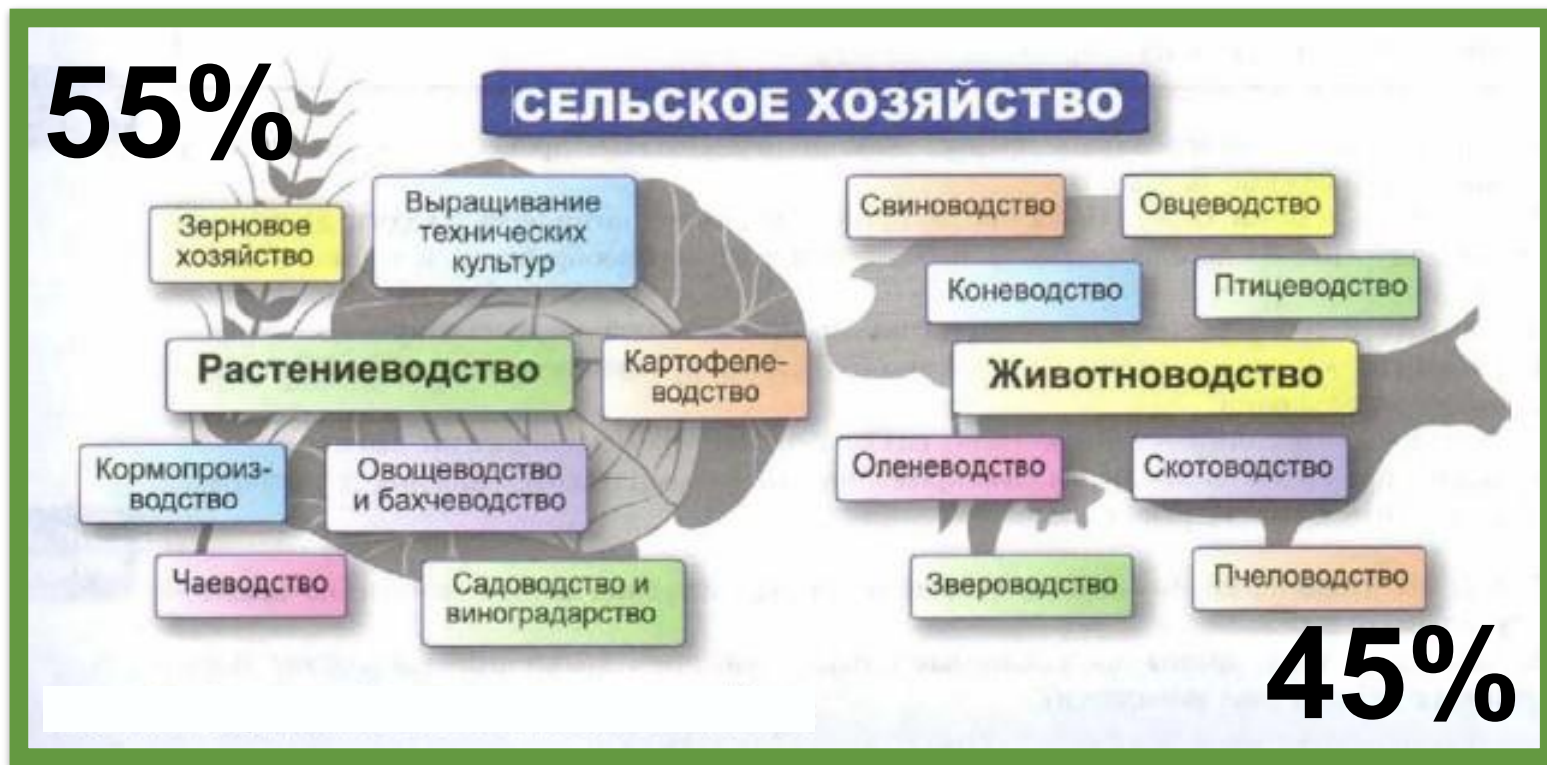 55%
СЕЛЬСКОЕ ХОЗЯЙСТВО
Зерновое
хозяйство
Выращивание
технических
культур
Растениеводство
Картофеле-
водство
Кормопроиз-
водство
Овощеводство
и бахчеводство
Чаеводство
Садоводство и
виноградарство
Свиноводство
Овцеводство
Коневодство
Птицеводство
Животноводство
Оленеводство
Скотоводство
Звероводство
Пчеловодство
45%